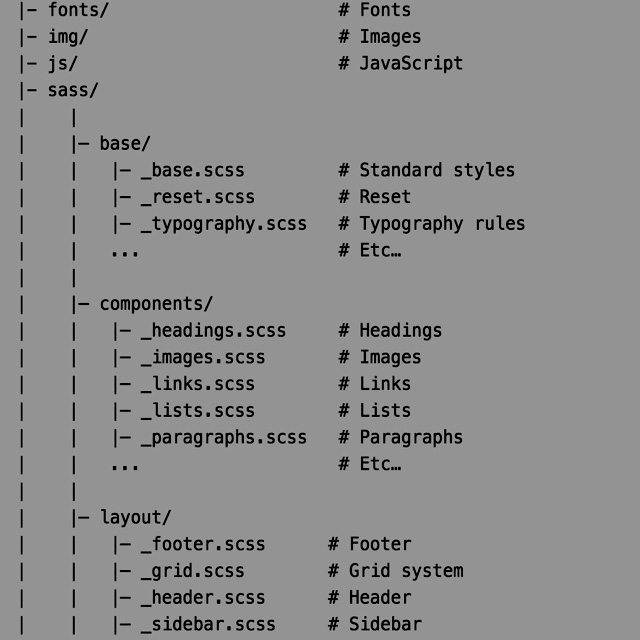 |– fonts/                      # Fonts
|– img/                        # Images
|– js/                         # JavaScript
|– sass/
|    |
|    |– base/
|    |   |– _base.scss         # Standard styles
|    |   |– _reset.scss        # Reset
|    |   |– _typography.scss   # Typography rules
|    |   ...                   # Etc…
|    |
|    |– components/
|    |   |– _headings.scss     # Headings
|    |   |– _images.scss       # Images
|    |   |– _links.scss        # Links
|    |   |– _lists.scss        # Lists
|    |   |– _paragraphs.scss   # Paragraphs
|    |   ...                   # Etc…
|    |
|    |– layout/
|    |   |– _footer.scss      # Footer
|    |   |– _grid.scss        # Grid system
|    |   |– _header.scss      # Header
|    |   |– _sidebar.scss     # Sidebar